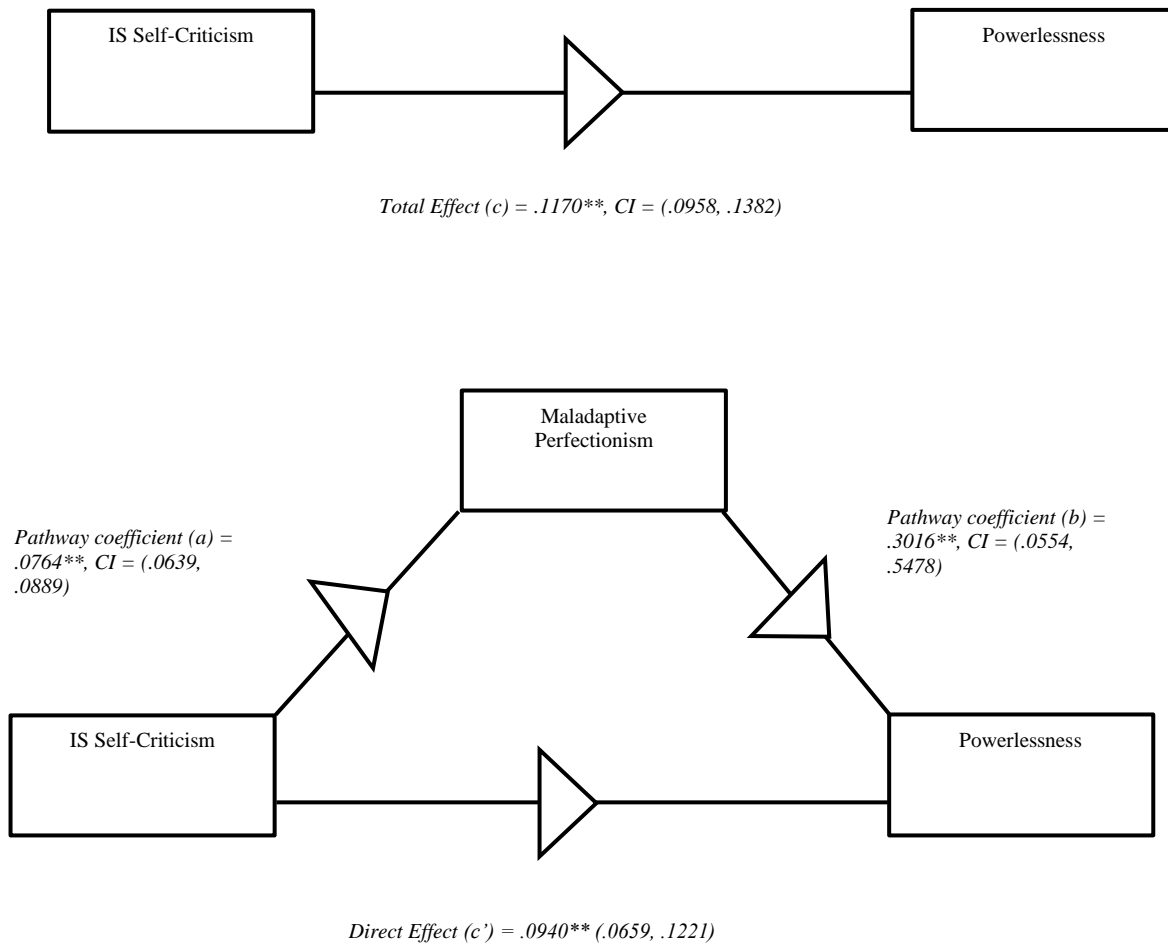 IS Self-Criticism
Powerlessness
Total Effect (c) = .1170**, CI = (.0958, .1382)
Maladaptive
Perfectionism
Pathway coefficient (a) =
.0764**, CI = (.0639,
.0889)
Pathway coefficient (b) =
.3016**, CI = (.0554,
.5478)
IS Self-Criticism
Powerlessness
Direct Effect (c’) = .0940** (.0659, .1221)